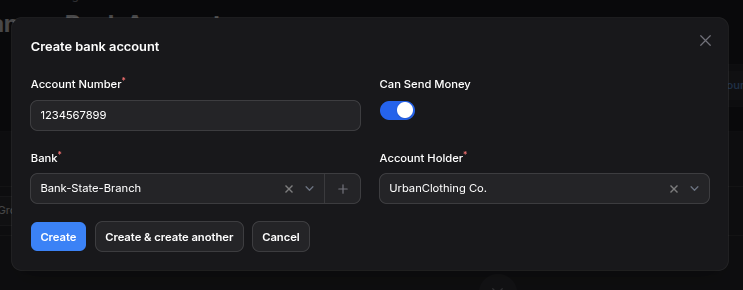 Create bank account
Account Number*
Can Send Money
1234567899
Bank*
Account Holder*
Bank-State-Branch
UrbanClothing Co.
Create
Create & create another
Cancel